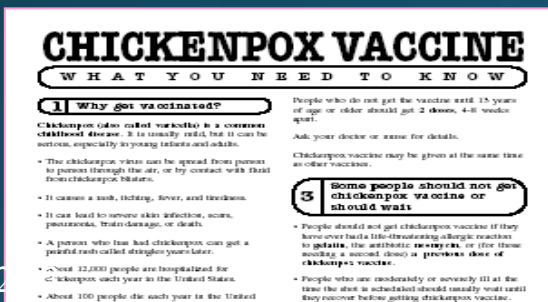 CHICKENPOX VACCINE
WHAT YOU NEED TO KNOW
1 Why get vaccinated?
Chickenpox (also called varicella) is a common
childhood disease. It is usually mild, but it can be
serious, especially in young infants and adults.
• The chickenpox virus can be spread from person
to person through the air, or by contact with fluid
from chickenpox blisters.
• It causes a rash, itching, fever, and tiredness.
• It can lead to severe skin infection, scars,
pneumonia, brain damage, or death.
• A person who has had chickenpox can get a
painful rash called shingles years later.
• About 12,000 people are hospitalized for
chickenpox each year in the United States.
• About 100 people die each year in the United
People who do not get the vaccine until 13 years
of age or older should get 2 doses, 4-8 weeks
apart.
Ask your doctor or nurse for details.
Chickenpox vaccine may be given at the same time
as other vaccines.
3 Some people should not get
chickenpox vaccine or
should wait
• People should not get chickenpox vaccine if they
have ever had a life-threatening allergic reaction
to gelatin, the antibiotic neomycin, or (for those
needing a second dose) a previous dose of
chickenpox vaccine.
• People who are moderately or severely ill at the
time the shot is scheduled should usually wait until
they recover before getting chickenpox vaccine.